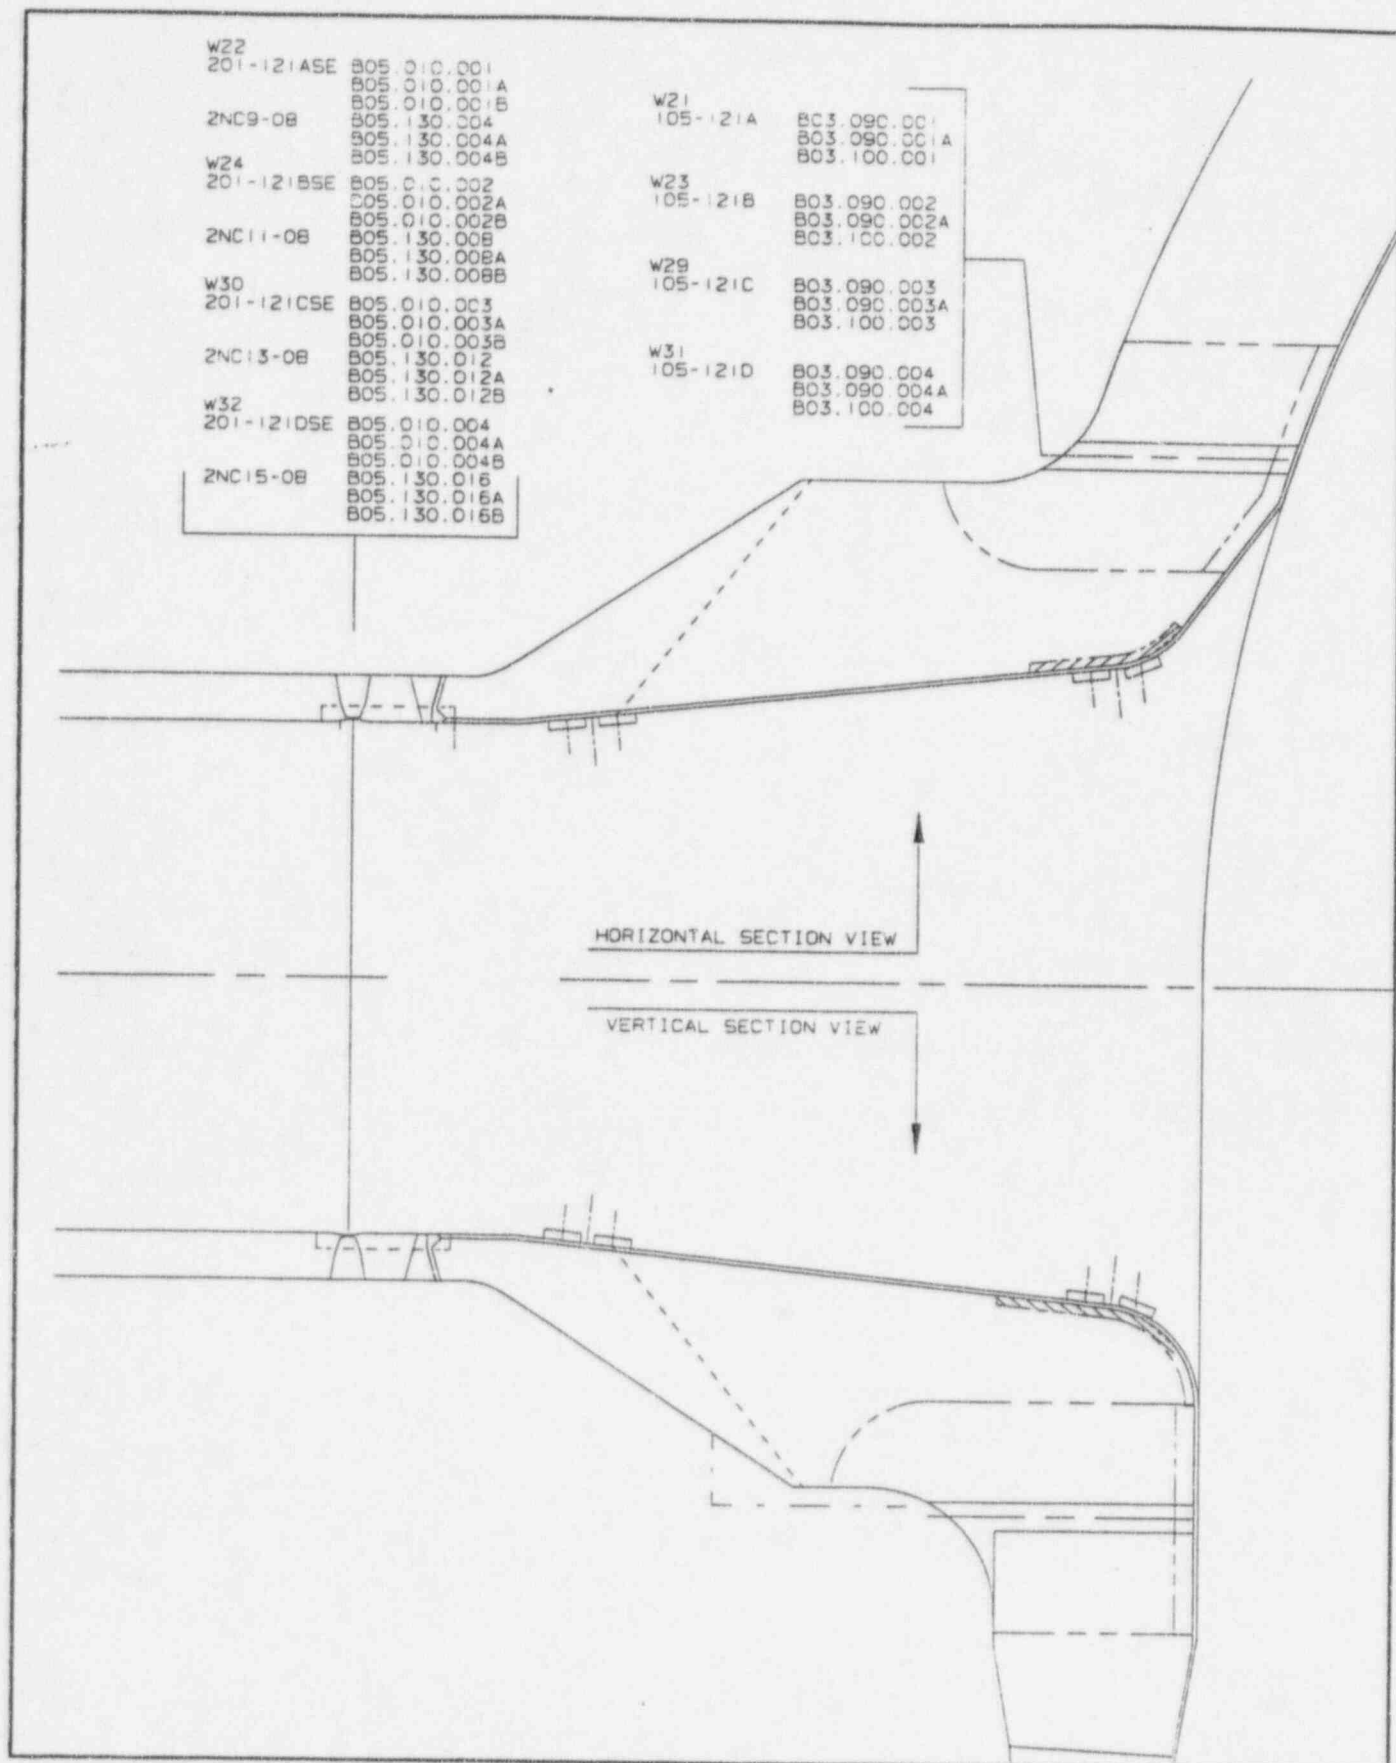 W22
201-121ASE B05.010.001
B05.010.001A
B05.010.001B
2NC9-08 B05.130.004
B05.130.004A
B05.130.004B
W24
201-121BSE B05.010.002
B05.010.002A
B05.010.002B
2NC11-08 B05.130.008
B05.130.008A
B05.130.008B
W30
201-121CSE B05.010.003
B05.010.003A
B05.010.003B
2NC13-08 B05.130.012
B05.130.012A
B05.130.012B
W32
201-121DSE B05.010.004
B05.010.004A
B05.010.004B
2NC15-08 B05.130.016
B05.130.016A
B05.130.016B
W21
105-121A B03.090.001
B03.090.001A
B03.100.001
W23
105-121B B03.090.002
B03.090.002A
B03.100.002
W29
105-121C B03.090.003
B03.090.003A
B03.100.003
W31
105-121D B03.090.004
B03.090.004A
B03.100.004
HORIZONTAL SECTION VIEW
VERTICAL SECTION VIEW